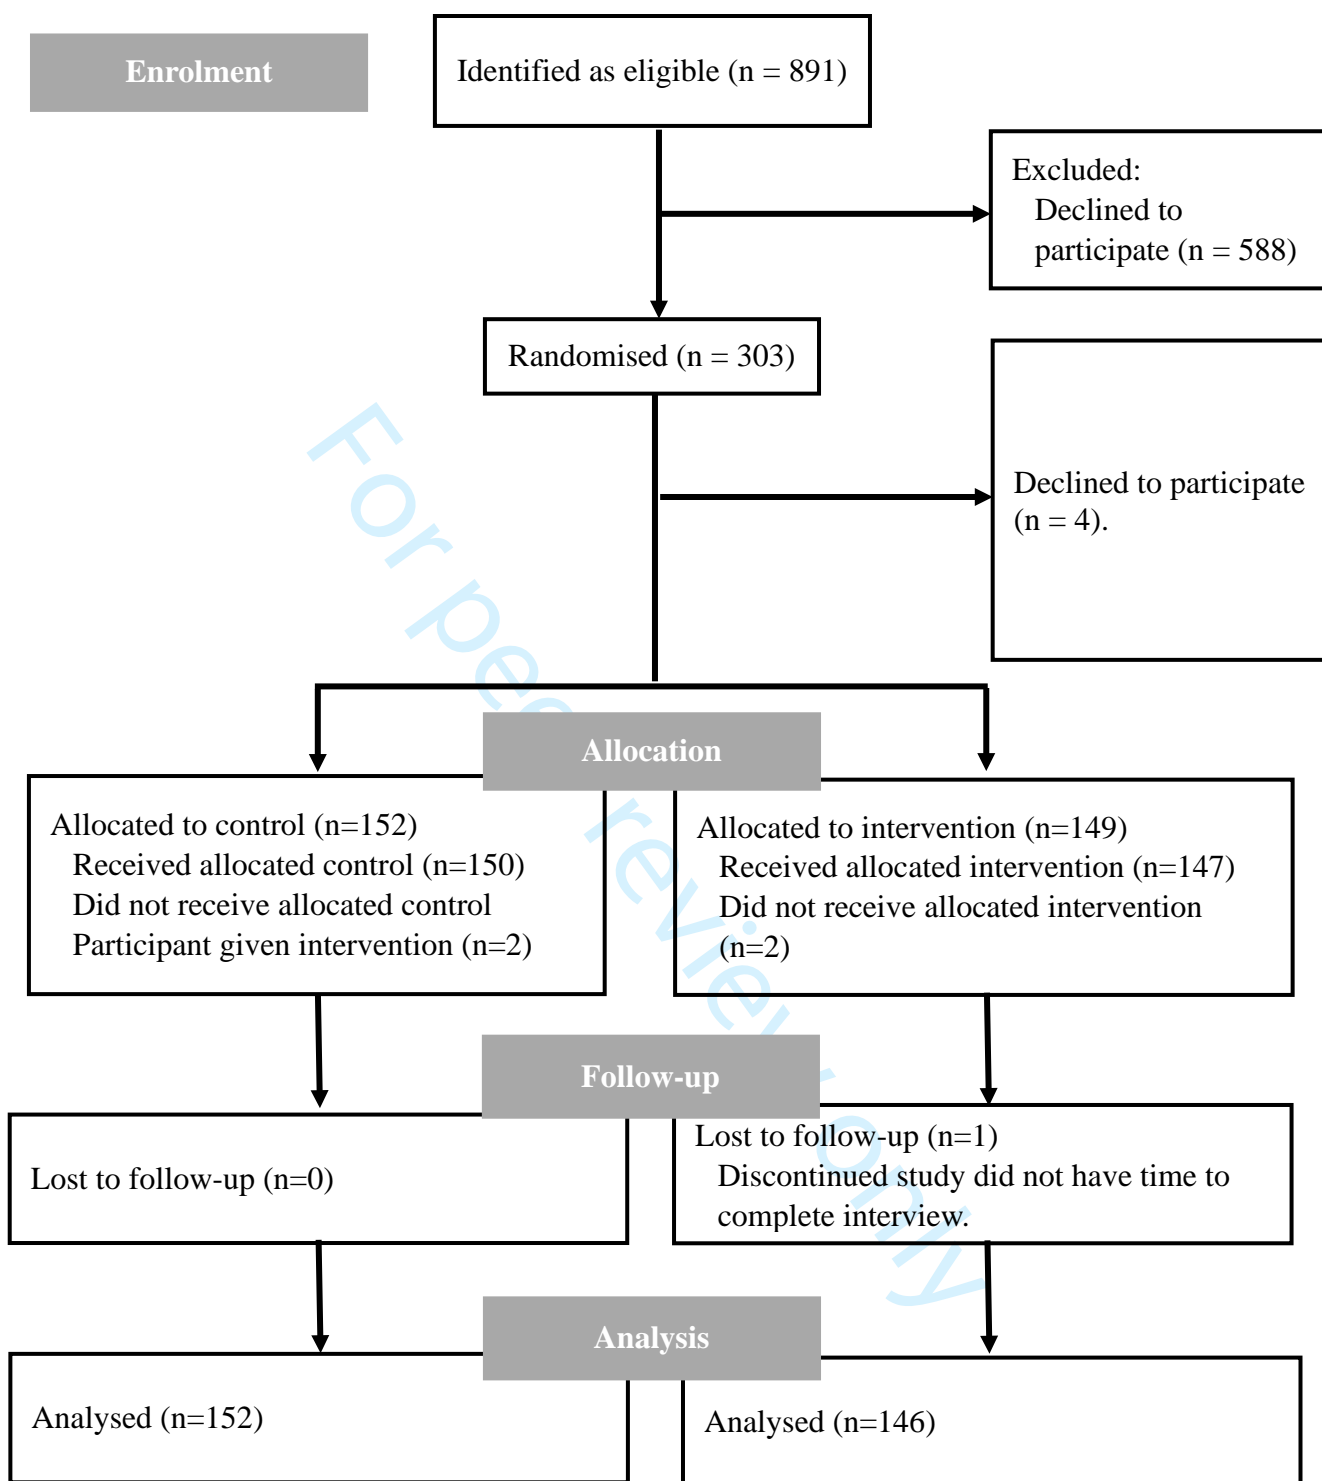 Enrolment
Identified as eligible (n = 891)
Excluded:
Declined to
participate (n = 588)
Randomised (n = 303)
Declined to participate
(n = 4).
Allocation
Allocated to control (n=152)
Received allocated control (n=150)
Did not receive allocated control
Participant given intervention (n=2)
Allocated to intervention (n=149)
Received allocated intervention (n=147)
Did not receive allocated intervention
(n=2)
Follow-up
Lost to follow-up (n=0)
Lost to follow-up (n=1)
Discontinued study did not have time to
complete interview.
Analysis
Analysed (n=152)
Analysed (n=146)
For peer review only